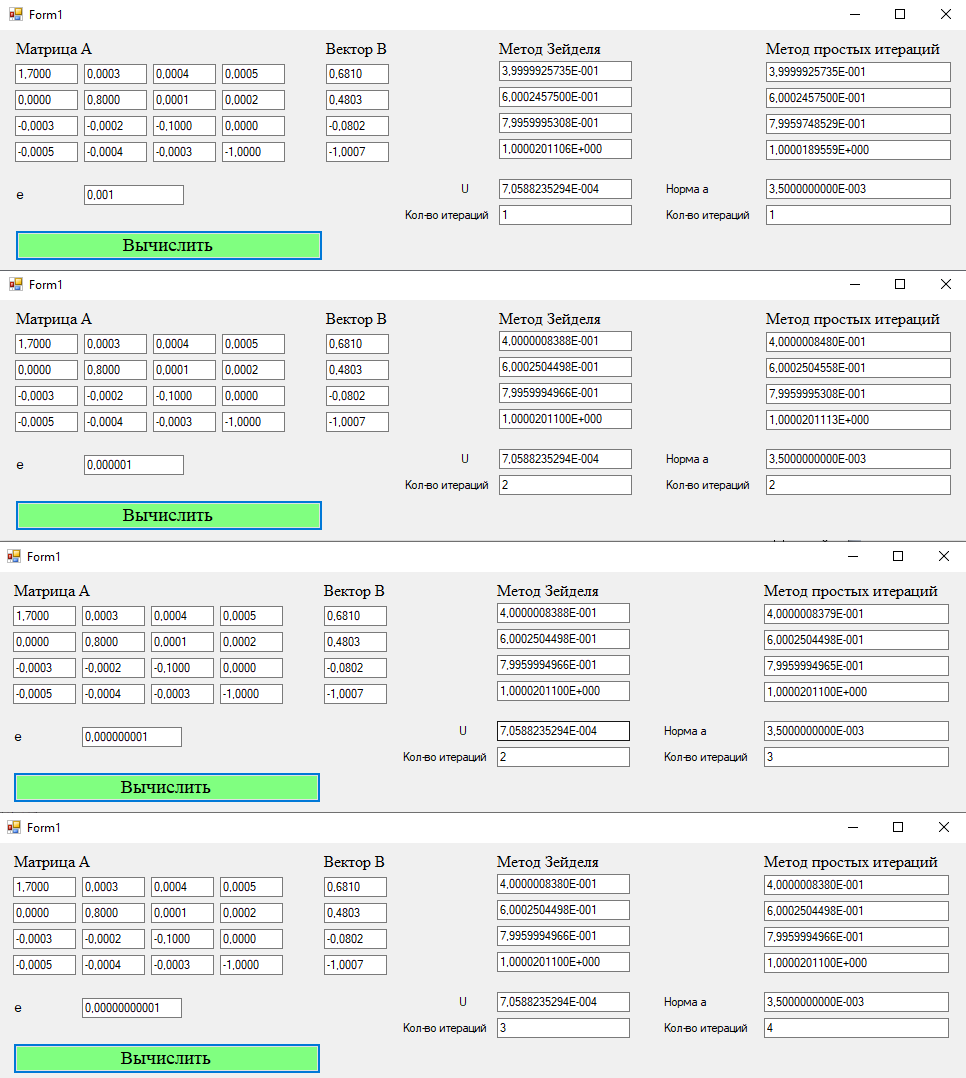 Form1
Матрица А Вектор В Метод Зейделя Метод простых итераций
1,7000 0,0003 0,0004 0,0005 0,6810 3,9999925735E-001 3,9999925735E-001
0,0000 0,8000 0,0001 0,0002 0,4803 6,0002457500E-001 6,0002457500E-001
-0,0003 -0,0002 -0,1000 0,0000 -0,0802 7,9959995308E-001 7,9959748529E-001
-0,0005 -0,0004 -0,0003 -1,0000 -1,0007 1,0000201106E+000 1,0000189559E+000
е 0,001 U 7,0588235294E-004 Норма а 3,5000000000E-003
Кол-во итераций 1 Кол-во итераций 1
Вычислить
Form1
Матрица А Вектор В Метод Зейделя Метод простых итераций
1,7000 0,0003 0,0004 0,0005 0,6810 4,0000008388E-001 4,0000008480E-001
0,0000 0,8000 0,0001 0,0002 0,4803 6,0002504498E-001 6,0002504558E-001
-0,0003 -0,0002 -0,1000 0,0000 -0,0802 7,9959994966E-001 7,9959995308E-001
-0,0005 -0,0004 -0,0003 -1,0000 -1,0007 1,0000201100E+000 1,0000201113E+000
е 0,000001 U 7,0588235294E-004 Норма а 3,5000000000E-003
Кол-во итераций 2 Кол-во итераций 2
Вычислить
Form1
Матрица А Вектор В Метод Зейделя Метод простых итераций
1,7000 0,0003 0,0004 0,0005 0,6810 4,0000008388E-001 4,0000008379E-001
0,0000 0,8000 0,0001 0,0002 0,4803 6,0002504498E-001 6,0002504498E-001
-0,0003 -0,0002 -0,1000 0,0000 -0,0802 7,9959994966E-001 7,9959994965E-001
-0,0005 -0,0004 -0,0003 -1,0000 -1,0007 1,0000201100E+000 1,0000201100E+000
е 0,000000001 U 7,0588235294E-004 Норма а 3,5000000000E-003
Кол-во итераций 2 Кол-во итераций 3
Вычислить
Form1
Матрица А Вектор В Метод Зейделя Метод простых итераций
1,7000 0,0003 0,0004 0,0005 0,6810 4,0000008380E-001 4,0000008380E-001
0,0000 0,8000 0,0001 0,0002 0,4803 6,0002504498E-001 6,0002504498E-001
-0,0003 -0,0002 -0,1000 0,0000 -0,0802 7,9959994966E-001 7,9959994966E-001
-0,0005 -0,0004 -0,0003 -1,0000 -1,0007 1,0000201100E+000 1,0000201100E+000
е 0,00000000001 U 7,0588235294E-004 Норма а 3,5000000000E-003
Кол-во итераций 3 Кол-во итераций 4
Вычислить